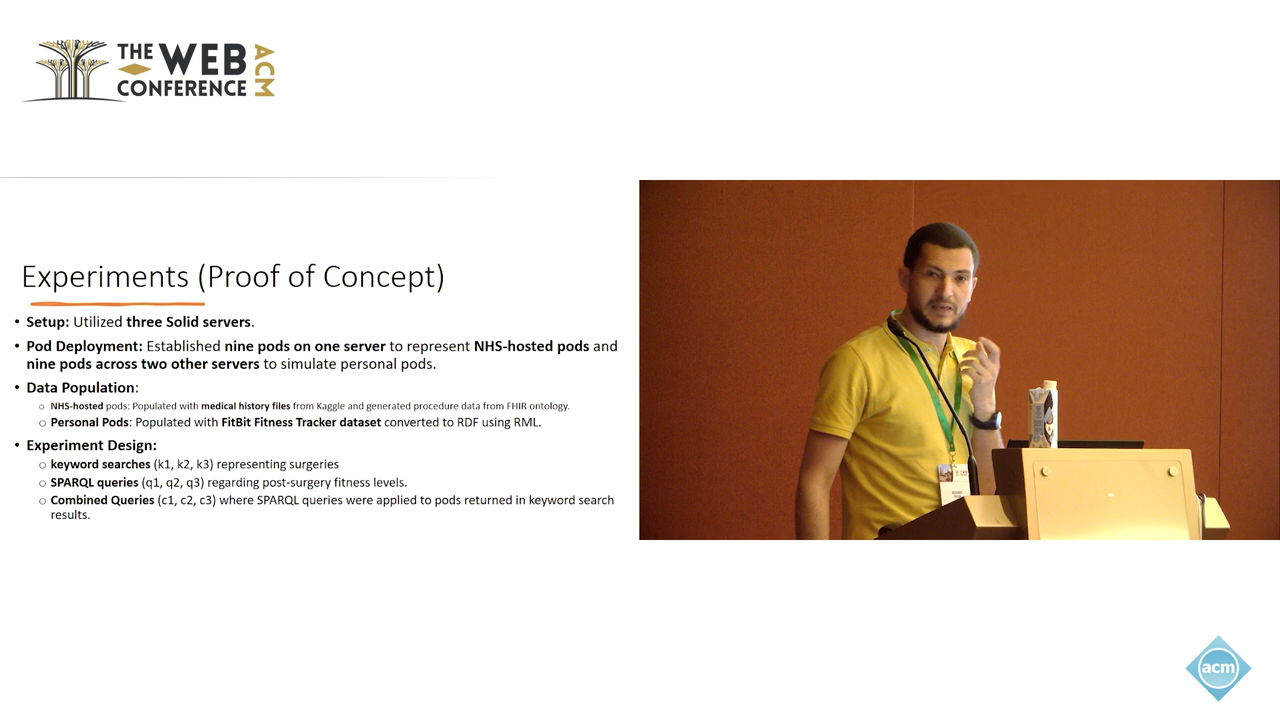 THE WEB
CONFERENCE
ACM
Experiments (Proof of Concept)
• Setup: Utilized three Solid servers.
• Pod Deployment: Established nine pods on one server to represent NHS-hosted pods and
nine pods across two other servers to simulate personal pods.
• Data Population:
o NHS-hosted pods: Populated with medical history files from Kaggle and generated procedure data from FHIR ontology.
o Personal Pods: Populated with FitBit Fitness Tracker dataset converted to RDF using RML.
• Experiment Design:
o keyword searches (k1, k2, k3) representing surgeries
o SPARQL queries (q1, q2, q3) regarding post-surgery fitness levels.
o Combined Queries (c1, c2, c3) where SPARQL queries were applied to pods returned in keyword search
results.
acm